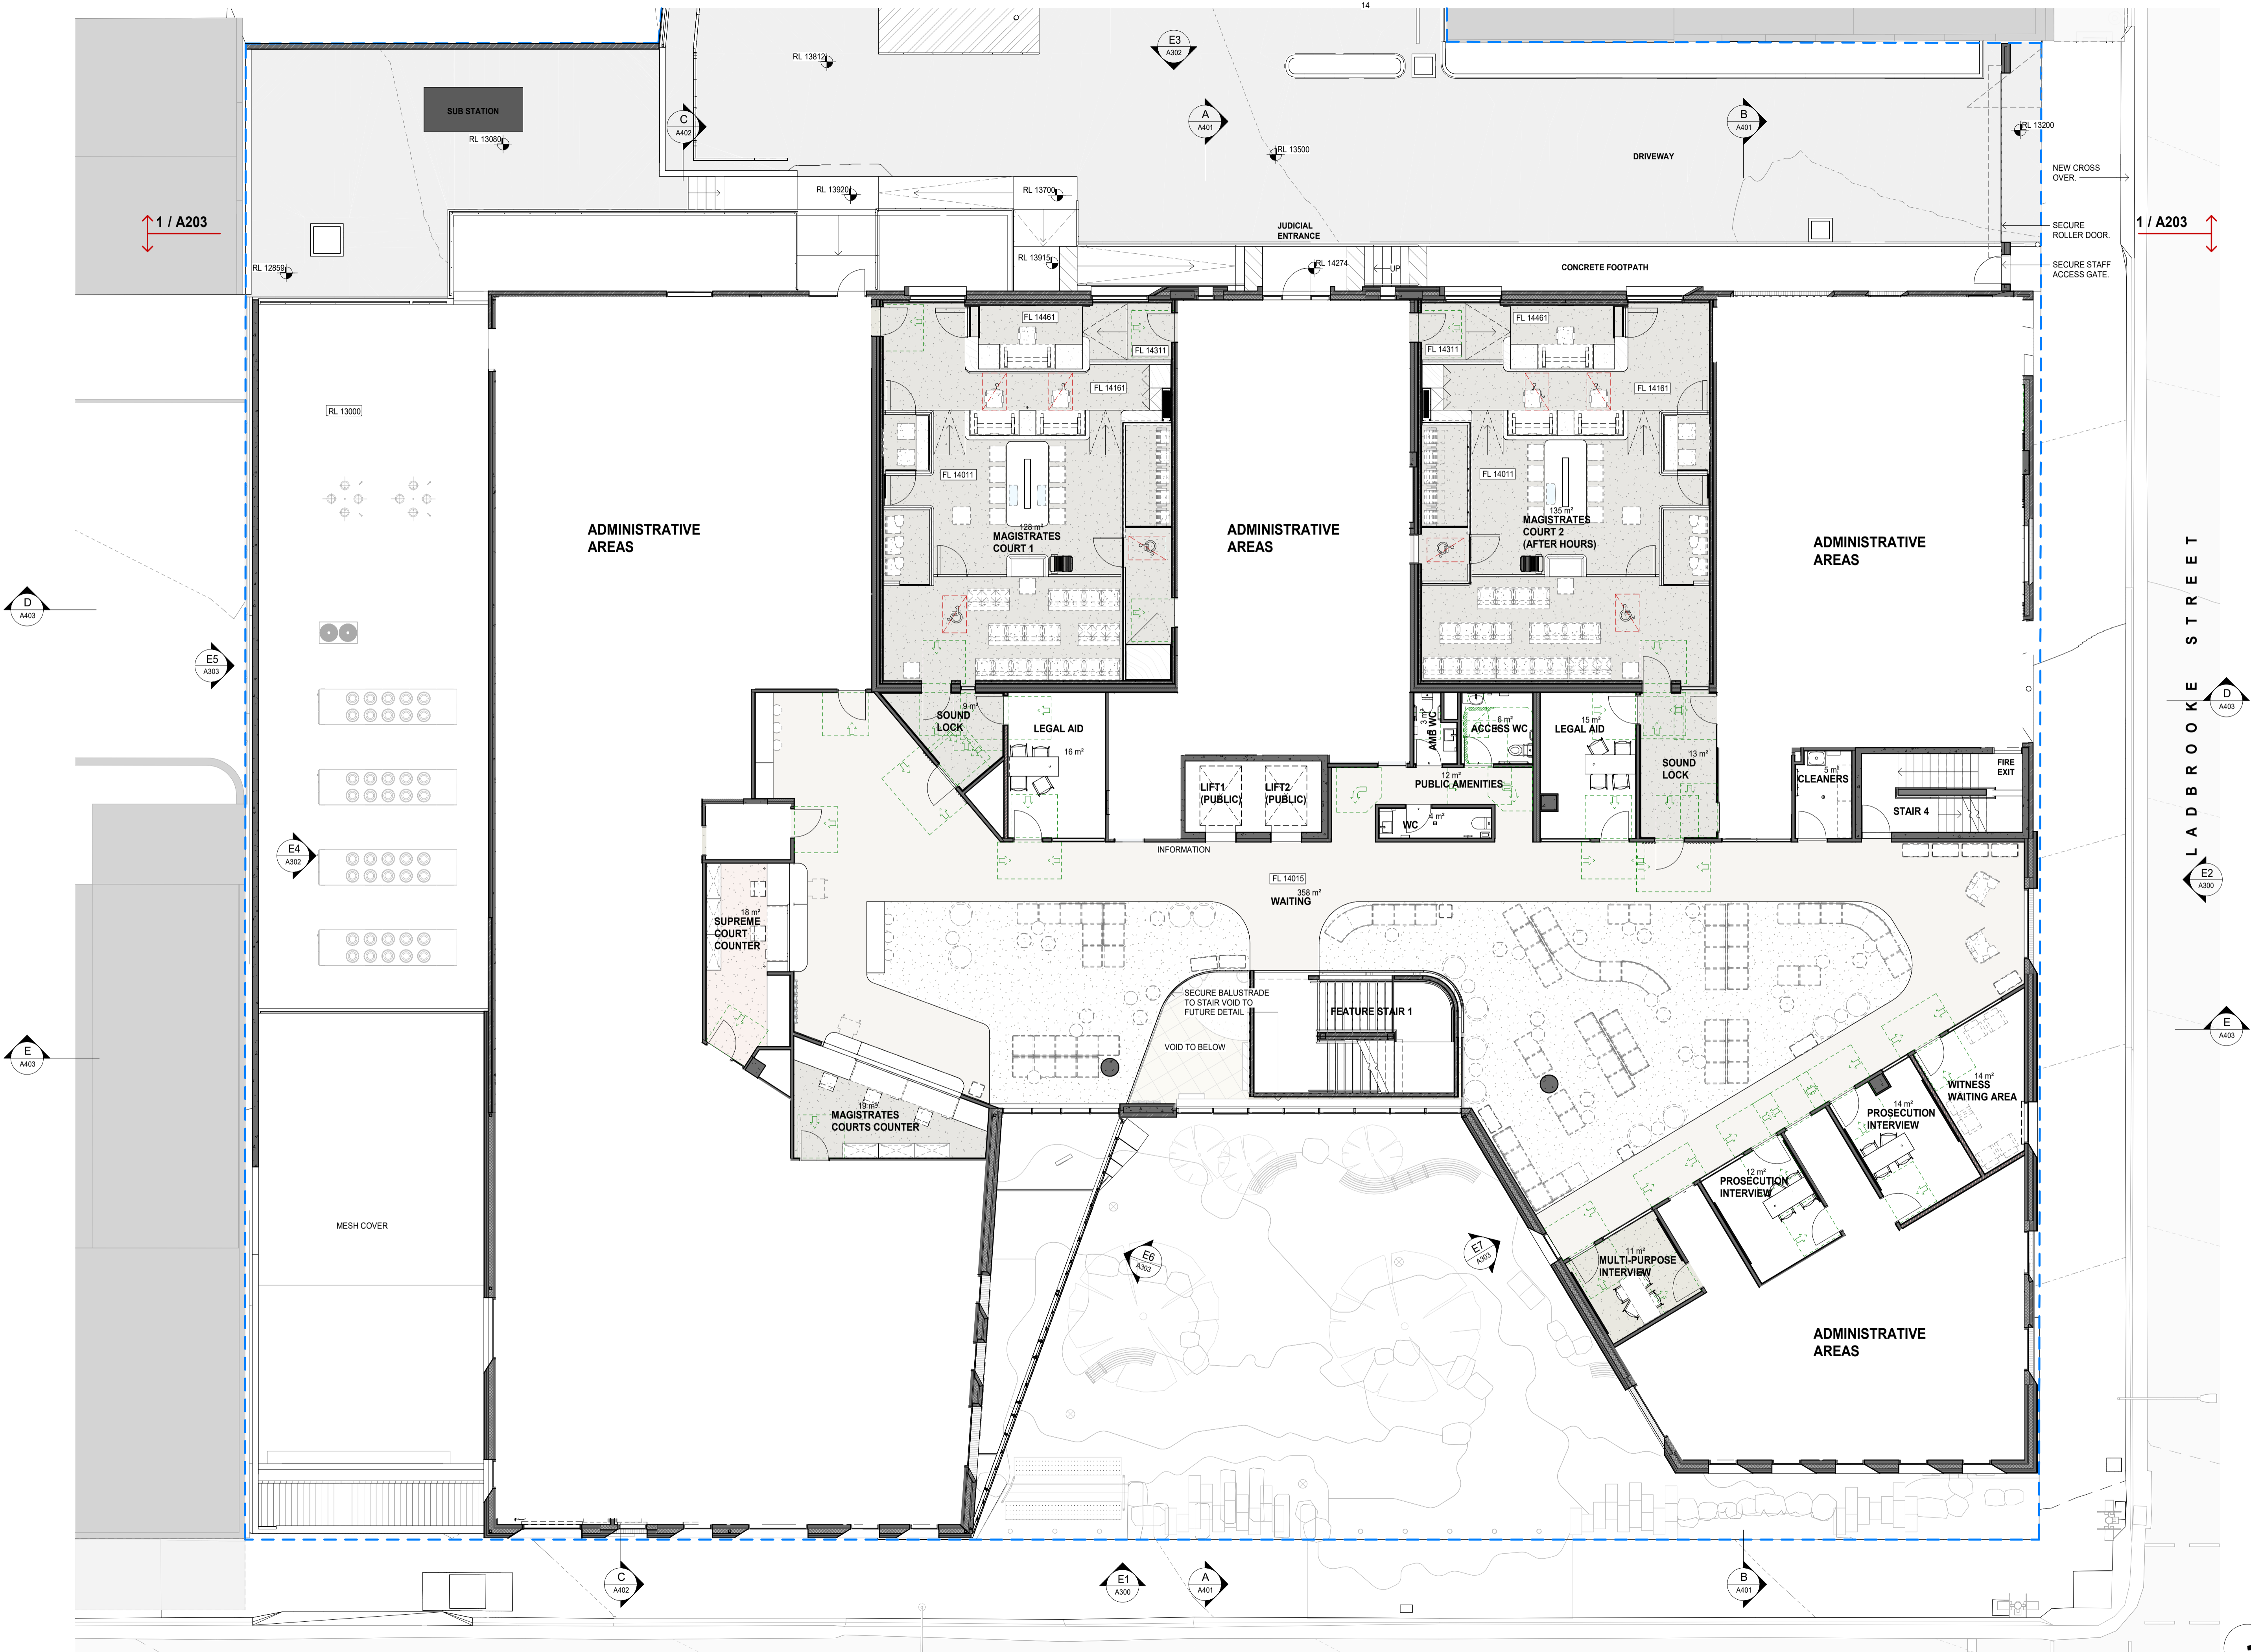 14
E3
A302
RL 13812
SUB STATION
C
A402
A
A401
B
A401
RL 13200
RL 13080
RL 13500
DRIVEWAY
NEW CROSS
OVER.
RL 13920
RL 13700
1 / A203
JUDICIAL
ENTRANCE
SECURE
ROLLER DOOR.
1 / A203
RL 12859
RL 13915
RL 14274
UP
CONCRETE FOOTPATH
SECURE STAFF
ACCESS GATE.
FL 14461
FL 14311
FL 14461
FL 14311
FL 14161
FL 14161
RL 13000
FL 14011
FL 14011
ADMINISTRATIVE
AREAS
128 m²
MAGISTRATES
COURT 1
ADMINISTRATIVE
AREAS
135 m²
MAGISTRATES
COURT 2
(AFTER HOURS)
ADMINISTRATIVE
AREAS
LADBROOKE STREET
D
A403
E5
A303
D
A403
9 m²
SOUND
LOCK
LEGAL AID
16 m²
3 m²
AMB WC
6 m²
ACCESS WC
15 m²
LEGAL AID
13 m²
SOUND
LOCK
5 m²
CLEANERS
FIRE
EXIT
STAIR 4
LIFT1
(PUBLIC)
LIFT2
(PUBLIC)
12 m²
PUBLIC AMENITIES
4 m²
WC
INFORMATION
E4
A302
E2
A300
FL 14015
358 m²
WAITING
18 m²
SUPREME
COURT
COUNTER
SECURE BALUSTRADE
TO STAIR VOID TO
FUTURE DETAIL
FEATURE STAIR 1
VOID TO BELOW
E
A403
E
A403
19 m²
MAGISTRATES
COURTS COUNTER
14 m²
WITNESS
WAITING AREA
14 m²
PROSECUTION
INTERVIEW
12 m²
PROSECUTION
INTERVIEW
MESH COVER
E6
A303
E7
A303
11 m²
MULTI-PURPOSE
INTERVIEW
ADMINISTRATIVE
AREAS
C
A402
E1
A300
A
A401
B
A401